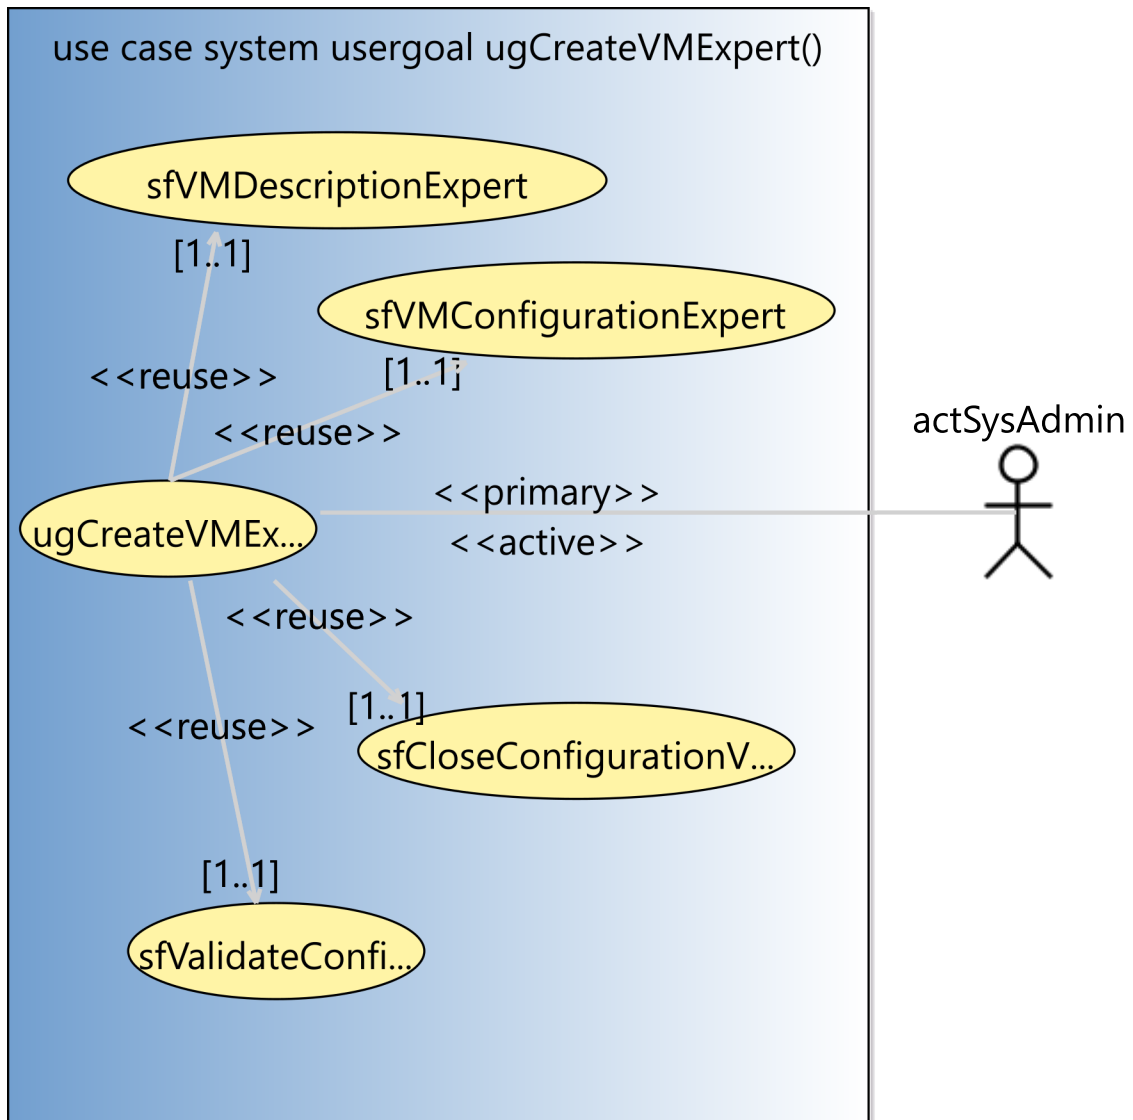 use case system usergoal ugCreateVMExpert()
sfVMDescriptionExpert
[1..1]
sfVMConfigurationExpert
[1..1]
<<reuse>>
<<reuse>>
actSysAdmin
<<primary>>
ugCreateVMEx...
<<active>>
<<reuse>>
[1..1]
<<reuse>>
sfCloseConfigurationV...
[1..1]
sfValidateConfi...